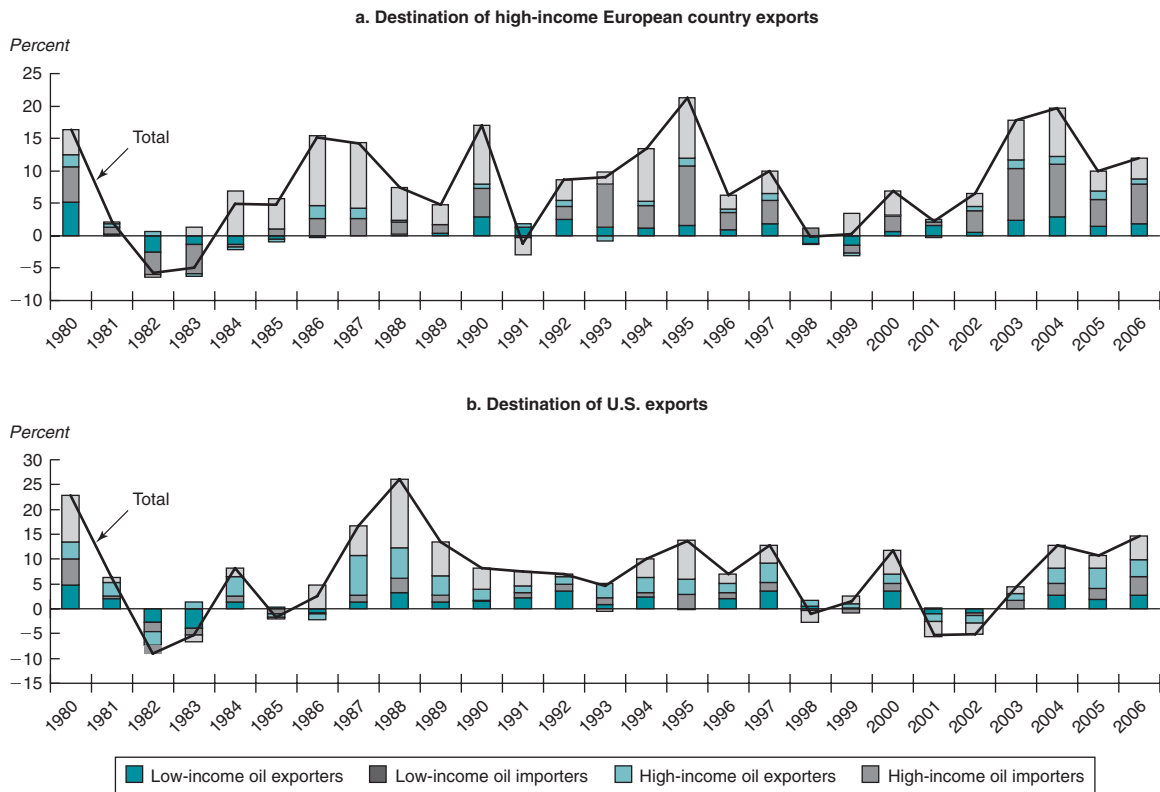 a. Destination of high-income European country exports
Percent
25
20
15
10
5
0
−5
−10
Total
1980 1981 1982 1983 1984 1985 1986 1987 1988 1989 1990 1991 1992 1993 1994 1995 1996 1997 1998 1999 2000 2001 2002 2003 2004 2005 2006
b. Destination of U.S. exports
Percent
30
25
20
15
10
5
0
−5
−10
−15
Total
1980 1981 1982 1983 1984 1985 1986 1987 1988 1989 1990 1991 1992 1993 1994 1995 1996 1997 1998 1999 2000 2001 2002 2003 2004 2005 2006
Low-income oil exporters Low-income oil importers High-income oil exporters High-income oil importers